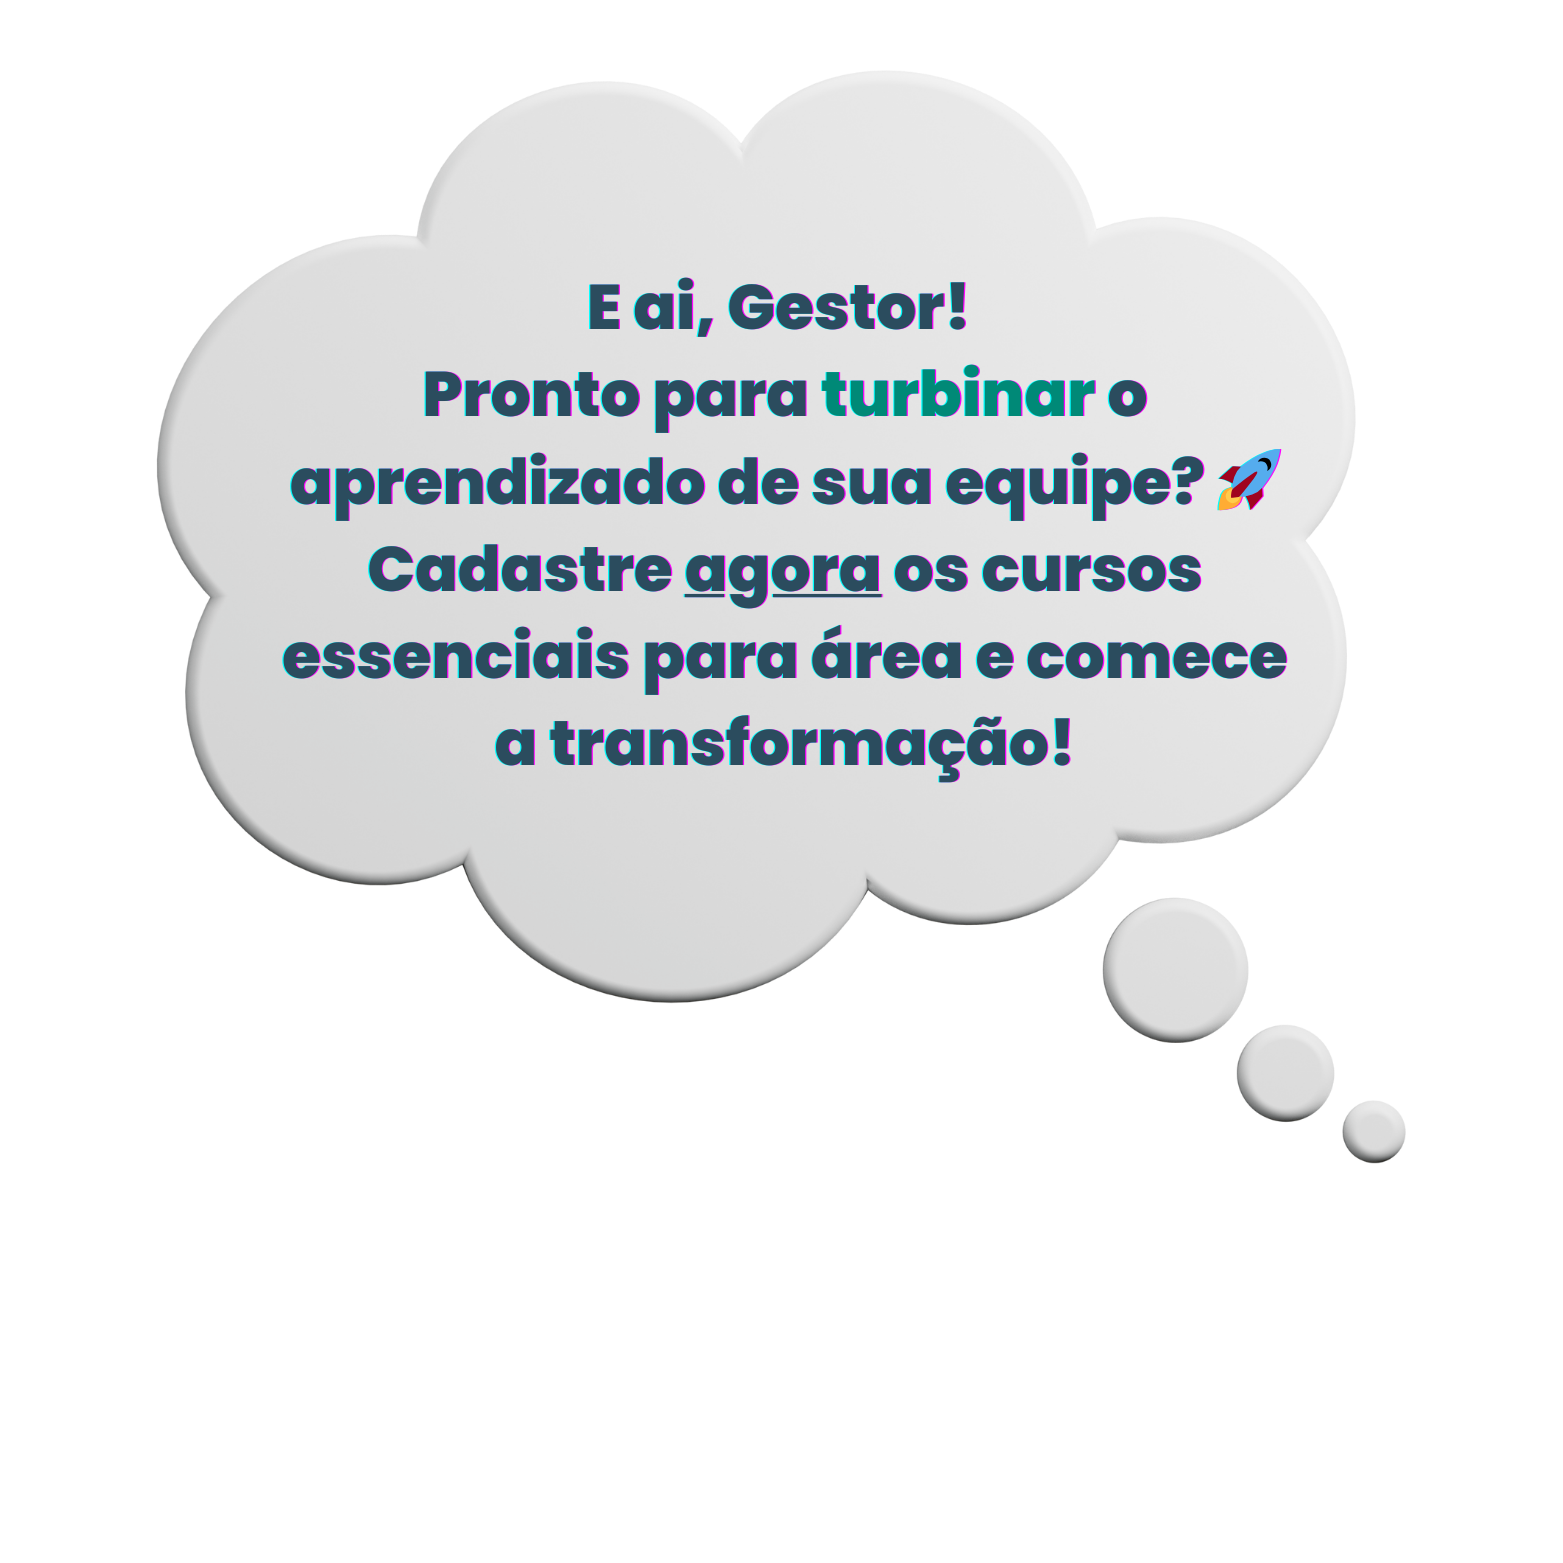 E ai, Gestor!
Pronto para turbinar o
aprendizado de sua equipe? 🚀
Cadastre agora os cursos
essenciais para área e comece
a transformação!